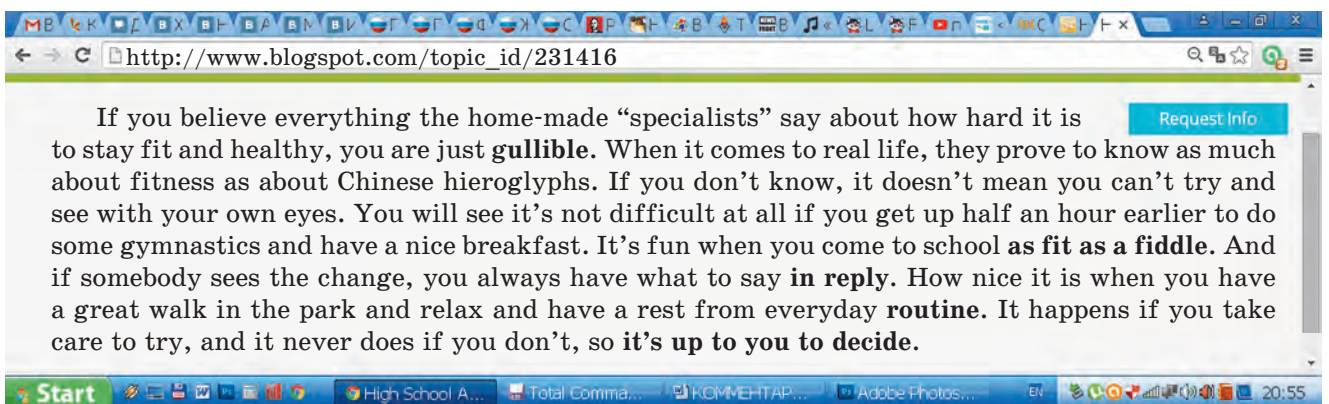 http://www.blogspot.com/topic_id/231416
Request Info
If you believe everything the home-made “specialists” say about how hard it is
to stay fit and healthy, you are just gullible. When it comes to real life, they prove to know as much
about fitness as about Chinese hieroglyphs. If you don’t know, it doesn’t mean you can’t try and
see with your own eyes. You will see it’s not difficult at all if you get up half an hour earlier to do
some gymnastics and have a nice breakfast. It’s fun when you come to school as fit as a fiddle. And
if somebody sees the change, you always have what to say in reply. How nice it is when you have
a great walk in the park and relax and have a rest from everyday routine. It happens if you take
care to try, and it never does if you don’t, so it’s up to you to decide.
Start High School A... Total Comma... КОММЕНТАР... Adobe Photos... EN 20:55